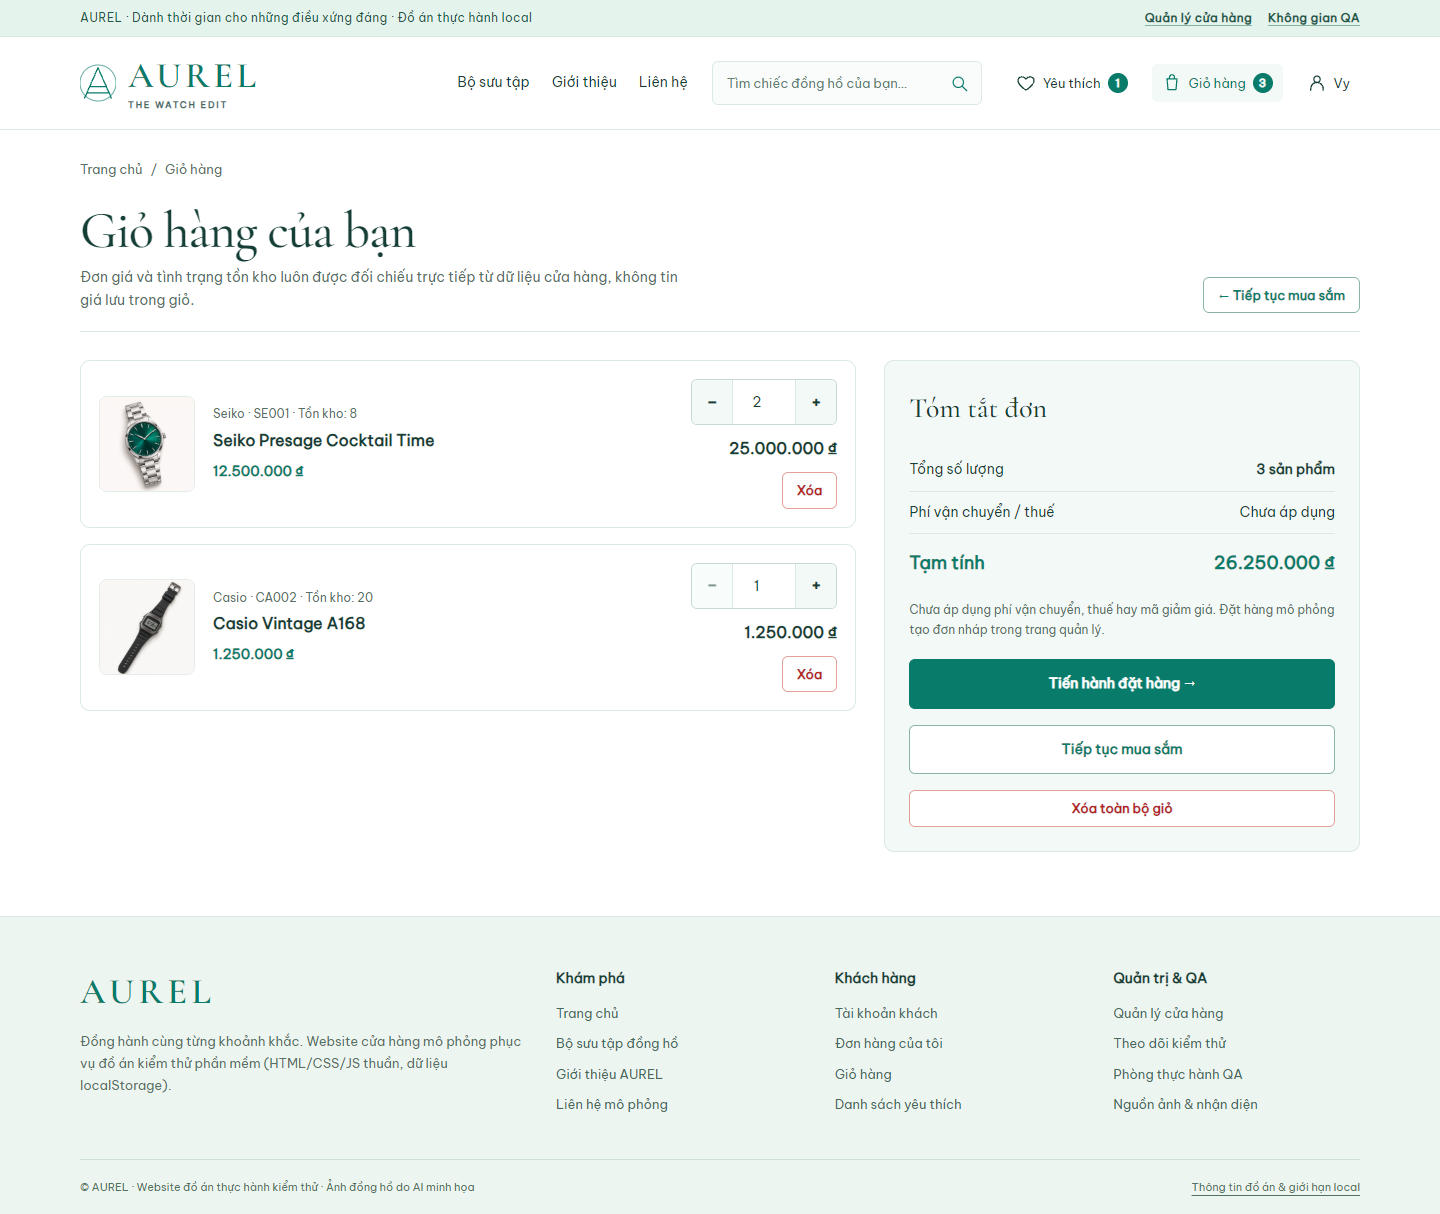 AUREL · Dành thời gian cho những điều xứng đáng · Đồ án thực hành local
Quản lý cửa hàng
Không gian QA
AUREL
THE WATCH EDIT
Bộ sưu tập
Giới thiệu
Liên hệ
Tìm chiếc đồng hồ của bạn...
Yêu thích 1
Giỏ hàng 3
Vy
Trang chủ / Giỏ hàng
Giỏ hàng của bạn
Đơn giá và tình trạng tồn kho luôn được đối chiếu trực tiếp từ dữ liệu cửa hàng, không tin
giá lưu trong giỏ.
← Tiếp tục mua sắm
Seiko · SE001 · Tồn kho: 8
Seiko Presage Cocktail Time
12.500.000 ₫
− 2 +
25.000.000 ₫
Xóa
Casio · CA002 · Tồn kho: 20
Casio Vintage A168
1.250.000 ₫
− 1 +
1.250.000 ₫
Xóa
Tóm tắt đơn
Tổng số lượng 3 sản phẩm
Phí vận chuyển / thuế Chưa áp dụng
Tạm tính 26.250.000 ₫
Chưa áp dụng phí vận chuyển, thuế hay mã giảm giá. Đặt hàng mô phỏng
tạo đơn nháp trong trang quản lý.
Tiến hành đặt hàng →
Tiếp tục mua sắm
Xóa toàn bộ giỏ
AUREL
Đồng hành cùng từng khoảnh khắc. Website cửa hàng mô phỏng phục
vụ đồ án kiểm thử phần mềm (HTML/CSS/JS thuần, dữ liệu
localStorage).
Khám phá
Trang chủ
Bộ sưu tập đồng hồ
Giới thiệu AUREL
Liên hệ mô phỏng
Khách hàng
Tài khoản khách
Đơn hàng của tôi
Giỏ hàng
Danh sách yêu thích
Quản trị & QA
Quản lý cửa hàng
Theo dõi kiểm thử
Phòng thực hành QA
Nguồn ảnh & nhận diện
© AUREL · Website đồ án thực hành kiểm thử · Ảnh đồng hồ do AI minh họa
Thông tin đồ án & giới hạn local